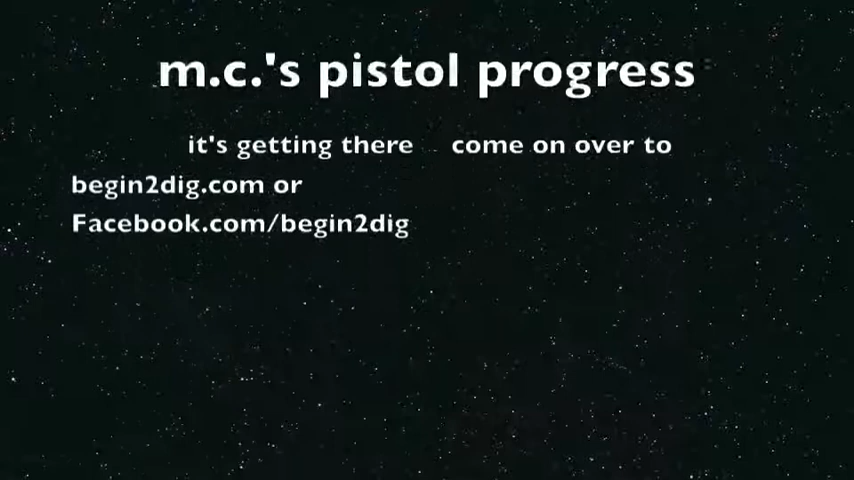 m.c.'s pistol progress
it's getting there come on over to
begin2dig.com or
Facebook.com/begin2dig